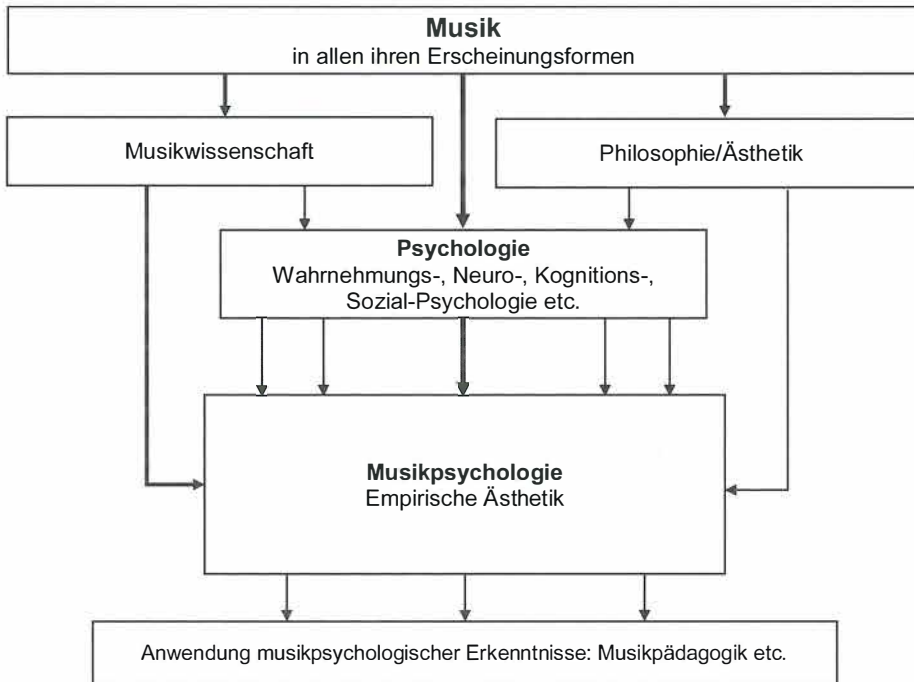 Musik
in allen ihren Erscheinungsformen
Musikwissenschaft
Philosophie/Ästhetik
Psychologie
Wahrnehmungs-, Neuro-, Kognitions-,
Sozial-Psychologie etc.
Musikpsychologie
Empirische Ästhetik
Anwendung musikpsychologischer Erkenntnisse: Musikpädagogik etc.